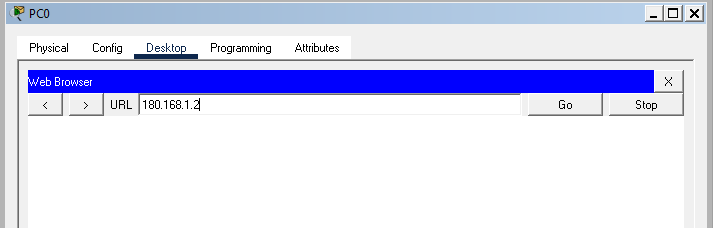 PC0
Physical Config Desktop Programming Attributes
Web Browser X
< > URL 180.168.1.2 Go Stop